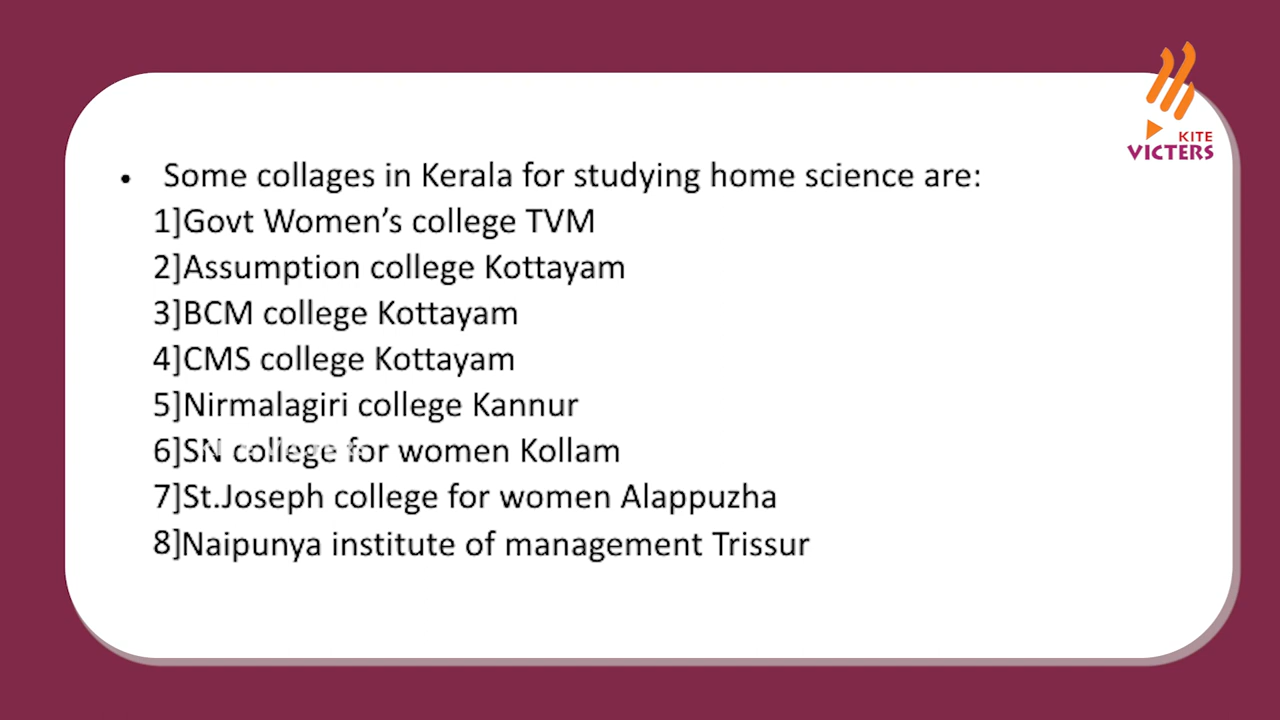 KITE
VICTERS
• Some collages in Kerala for studying home science are:
1]Govt Women’s college TVM
2]Assumption college Kottayam
3]BCM college Kottayam
4]CMS college Kottayam
5]Nirmalagiri college Kannur
6]SN college for women Kollam
7]St.Joseph college for women Alappuzha
8]Naipunya institute of management Trissur